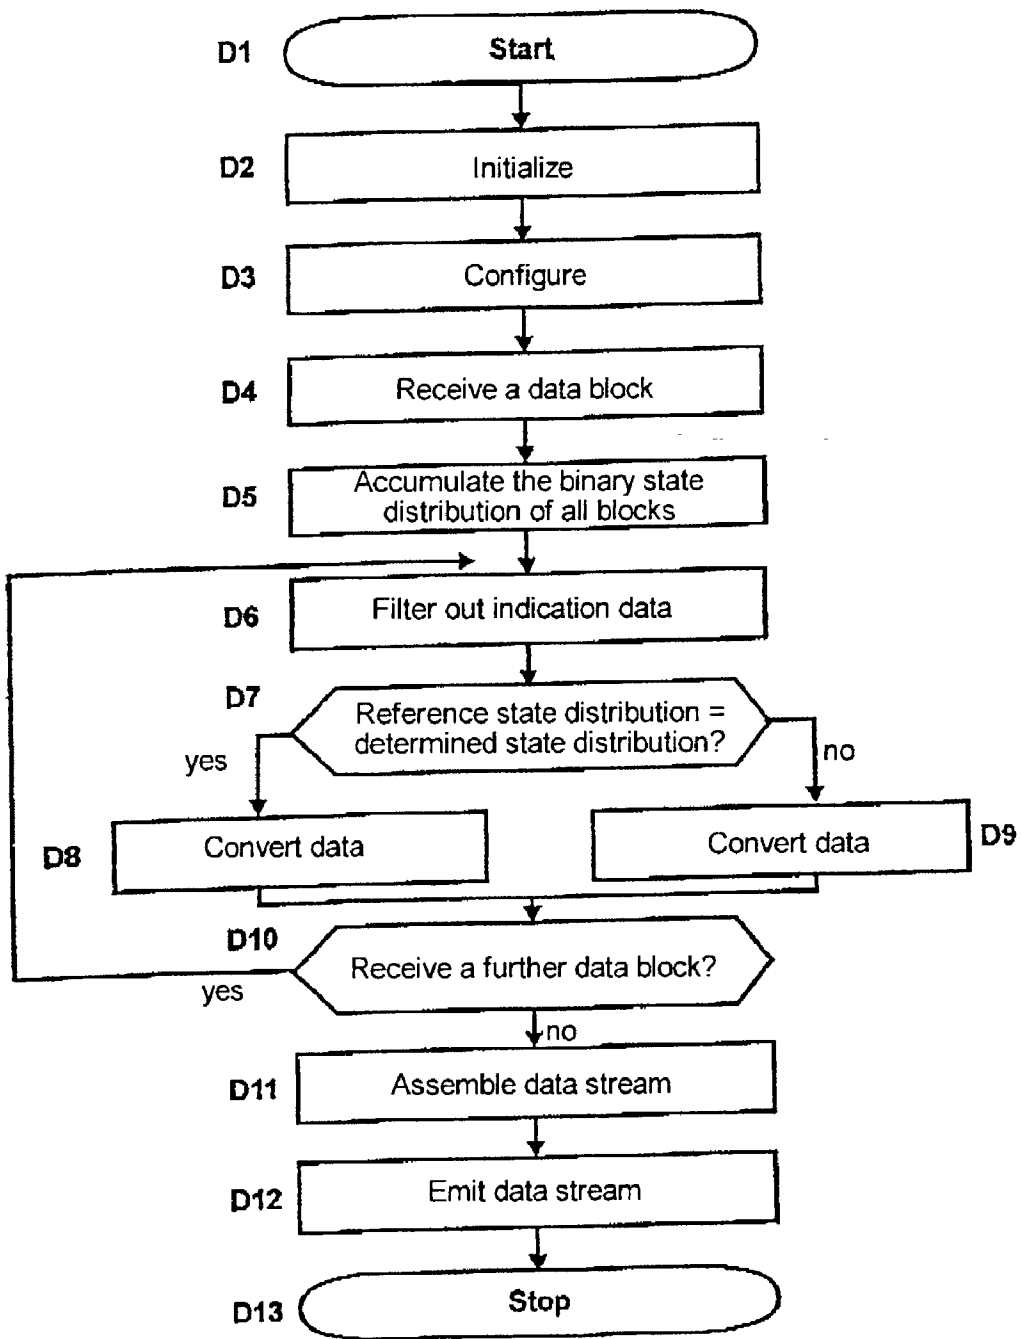 D1 Start
D2 Initialize
D3 Configure
D4 Receive a data block
D5 Accumulate the binary state
distribution of all blocks
D6 Filter out indication data
D7 Reference state distribution =
determined state distribution?
yes
no
D8 Convert data
Convert data D9
D10 Receive a further data block?
yes
no
D11 Assemble data stream
D12 Emit data stream
D13 Stop